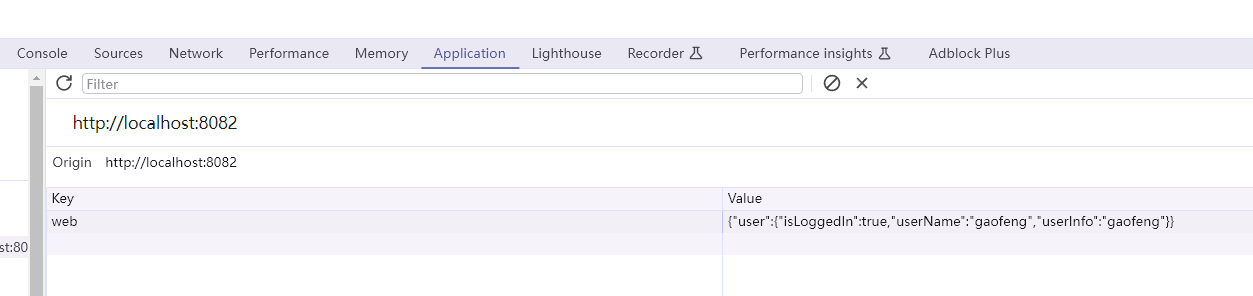 Console Sources Network Performance Memory Application Lighthouse Recorder Performance insights Adblock Plus
Filter
http://localhost:8082
Origin http://localhost:8082
Key Value
web {"user":{"isLoggedIn":true,"userName":"gaofeng","userInfo":"gaofeng"}}
st:80